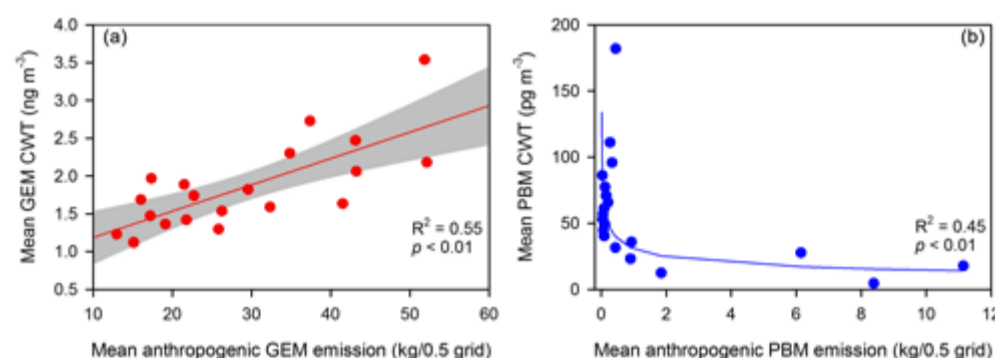 (a)
4.0
3.5
3.0
2.5
2.0
1.5
1.0
0.5
Mean GEM CWT (ng m⁻³)
R² = 0.55
p < 0.01
10 20 30 40 50 60
Mean anthropogenic GEM emission (kg/0.5 grid)
(b)
200
150
100
50
0
Mean PBM CWT (pg m⁻³)
R² = 0.45
p < 0.01
0 2 4 6 8 10 12
Mean anthropogenic PBM emission (kg/0.5 grid)